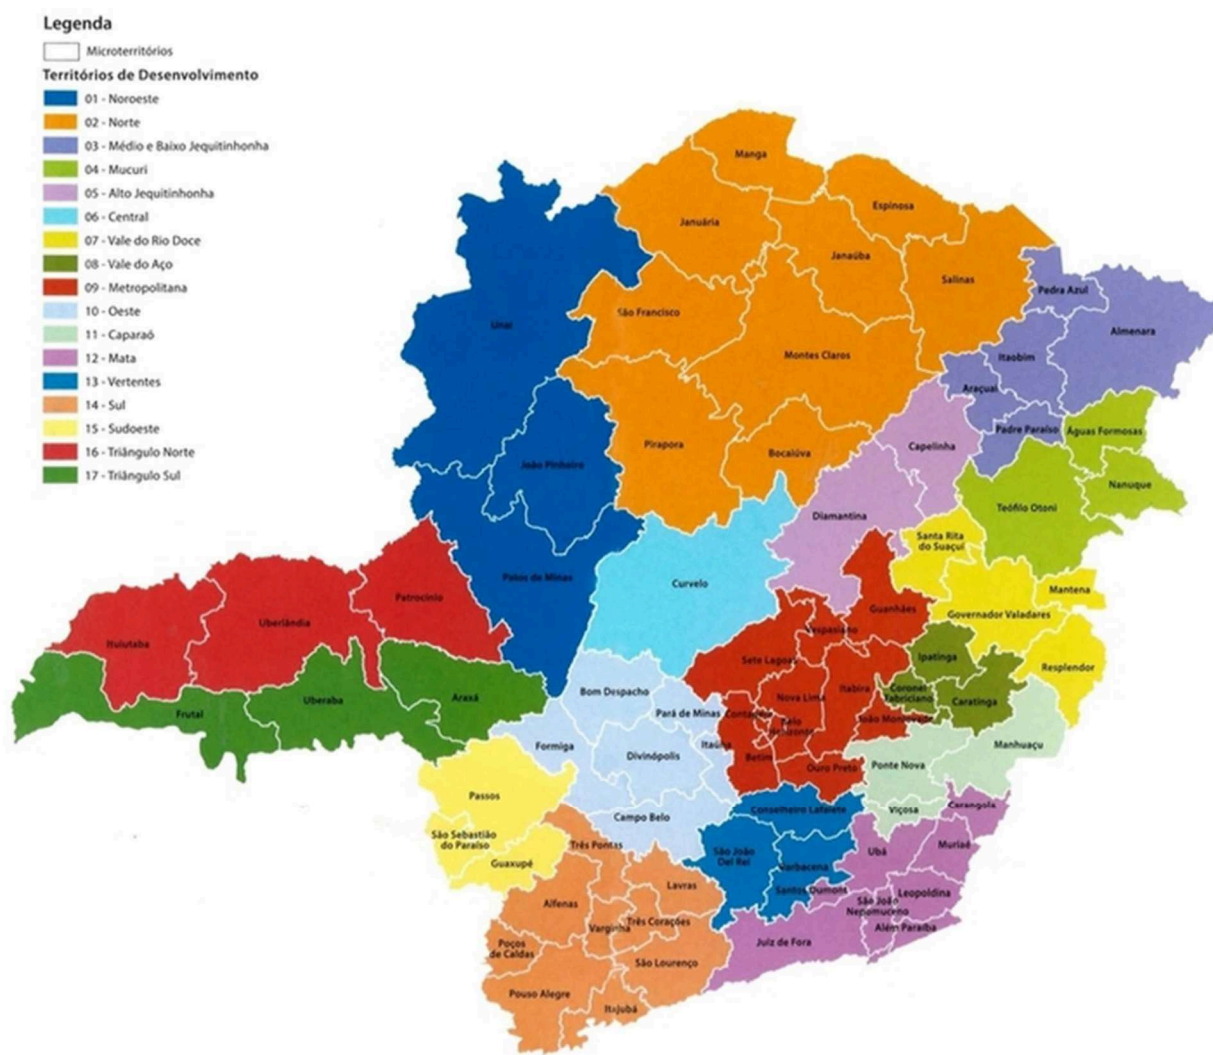 Legenda
Microterritórios
Territórios de Desenvolvimento
01 - Noroeste
02 - Norte
03 - Médio e Baixo Jequitinhonha
04 - Mucuri
05 - Alto Jequitinhonha
06 - Central
07 - Vale do Rio Doce
08 - Vale do Aço
09 - Metropolitana
10 - Oeste
11 - Caparaó
12 - Mata
13 - Vertentes
14 - Sul
15 - Sudoeste
16 - Triângulo Norte
17 - Triângulo Sul
Manga
Espinosa
Januária
Janaúba
Salinas
Pedra Azul
São Francisco
Unaí
Almenara
Montes Claros
Itaobim
Araçuaí
Padre Paraíso
Águas Formosas
Pirapora
Capelinha
Bocaiúva
João Pinheiro
Nanuque
Teófilo Otoni
Diamantina
Santa Rita
do Suaçuí
Patos de Minas
Curvelo
Mantena
Patrocínio
Guanhães
Governador Valadares
Uberlândia
Vespasiano
Ituiutaba
Ipatinga
Sete Lagoas
Resplendor
Itabira
Coronel
Fabriciano
Caratinga
Bom Despacho
Nova Lima
Uberaba
Araxá
Frutal
Pará de Minas
Contagem
Belo
Horizonte
João Monlevade
Formiga
Itaúna
Manhuaçu
Divinópolis
Betim
Ouro Preto
Ponte Nova
Passos
Conselheiro Lafaiete
Viçosa
Carangola
Campo Belo
São Sebastião
do Paraíso
Três Pontas
Muriaé
São João
Del Rei
Ubá
Guaxupé
Barbacena
Lavras
Santos Dumont
Leopoldina
Alfenas
São João
Nepomuceno
Três Corações
Varginha
Além Paraíba
Poços
de Caldas
Juiz de Fora
São Lourenço
Pouso Alegre
Itajubá